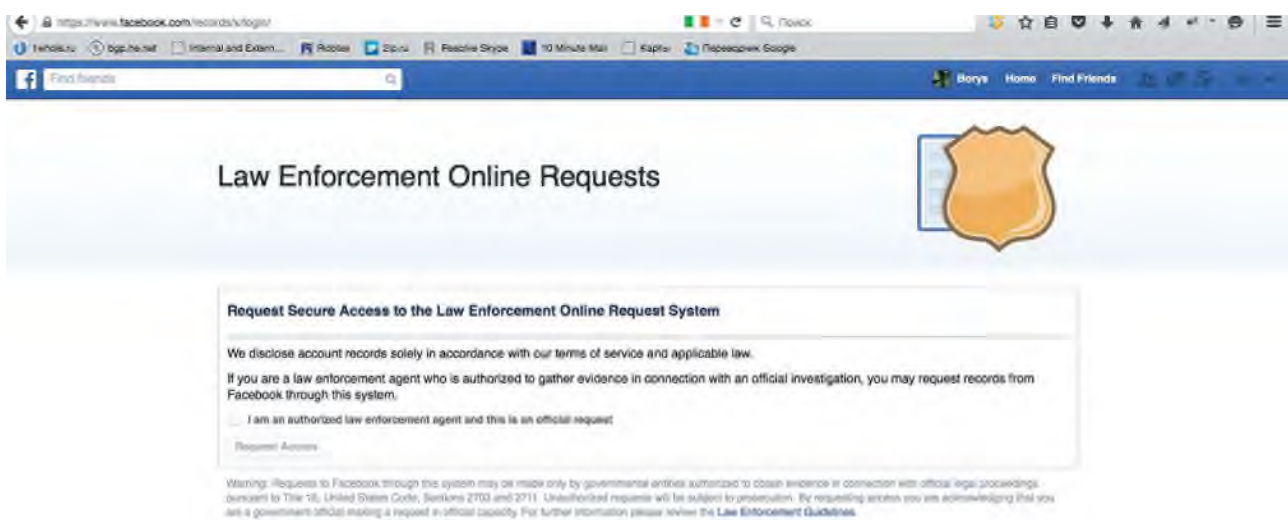 https://www.facebook.com/records/x/login/
Поиск
1whois.ru bgp.he.net Internal and Extern... Robtex 2ip.ru Resolve Skype 10 Minute Mail Карты Переводчик Google
Find friends
Borys Home Find Friends
Law Enforcement Online Requests
Request Secure Access to the Law Enforcement Online Request System
We disclose account records solely in accordance with our terms of service and applicable law.
If you are a law enforcement agent who is authorized to gather evidence in connection with an official investigation, you may request records from
Facebook through this system.
I am an authorized law enforcement agent and this is an official request
Request Access
Warning: Requests to Facebook through this system may be made only by governmental entities authorized to obtain evidence in connection with official legal proceedings
pursuant to Title 18, United States Code, Sections 2703 and 2711. Unauthorized requests will be subject to prosecution. By requesting access you are acknowledging that you
are a government official making a request in official capacity. For further information please review the Law Enforcement Guidelines.